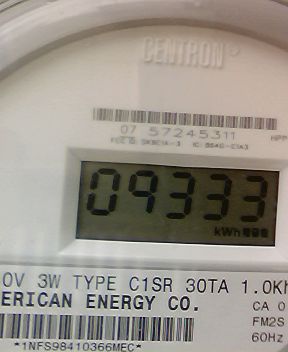 CENTRON®
07 57245311
09333
kWh
0V 3W TYPE C1SR 30TA 1.0Kh
ERICAN ENERGY CO.
CA 0
FM2S
60Hz
*1NFS98410366MEC*